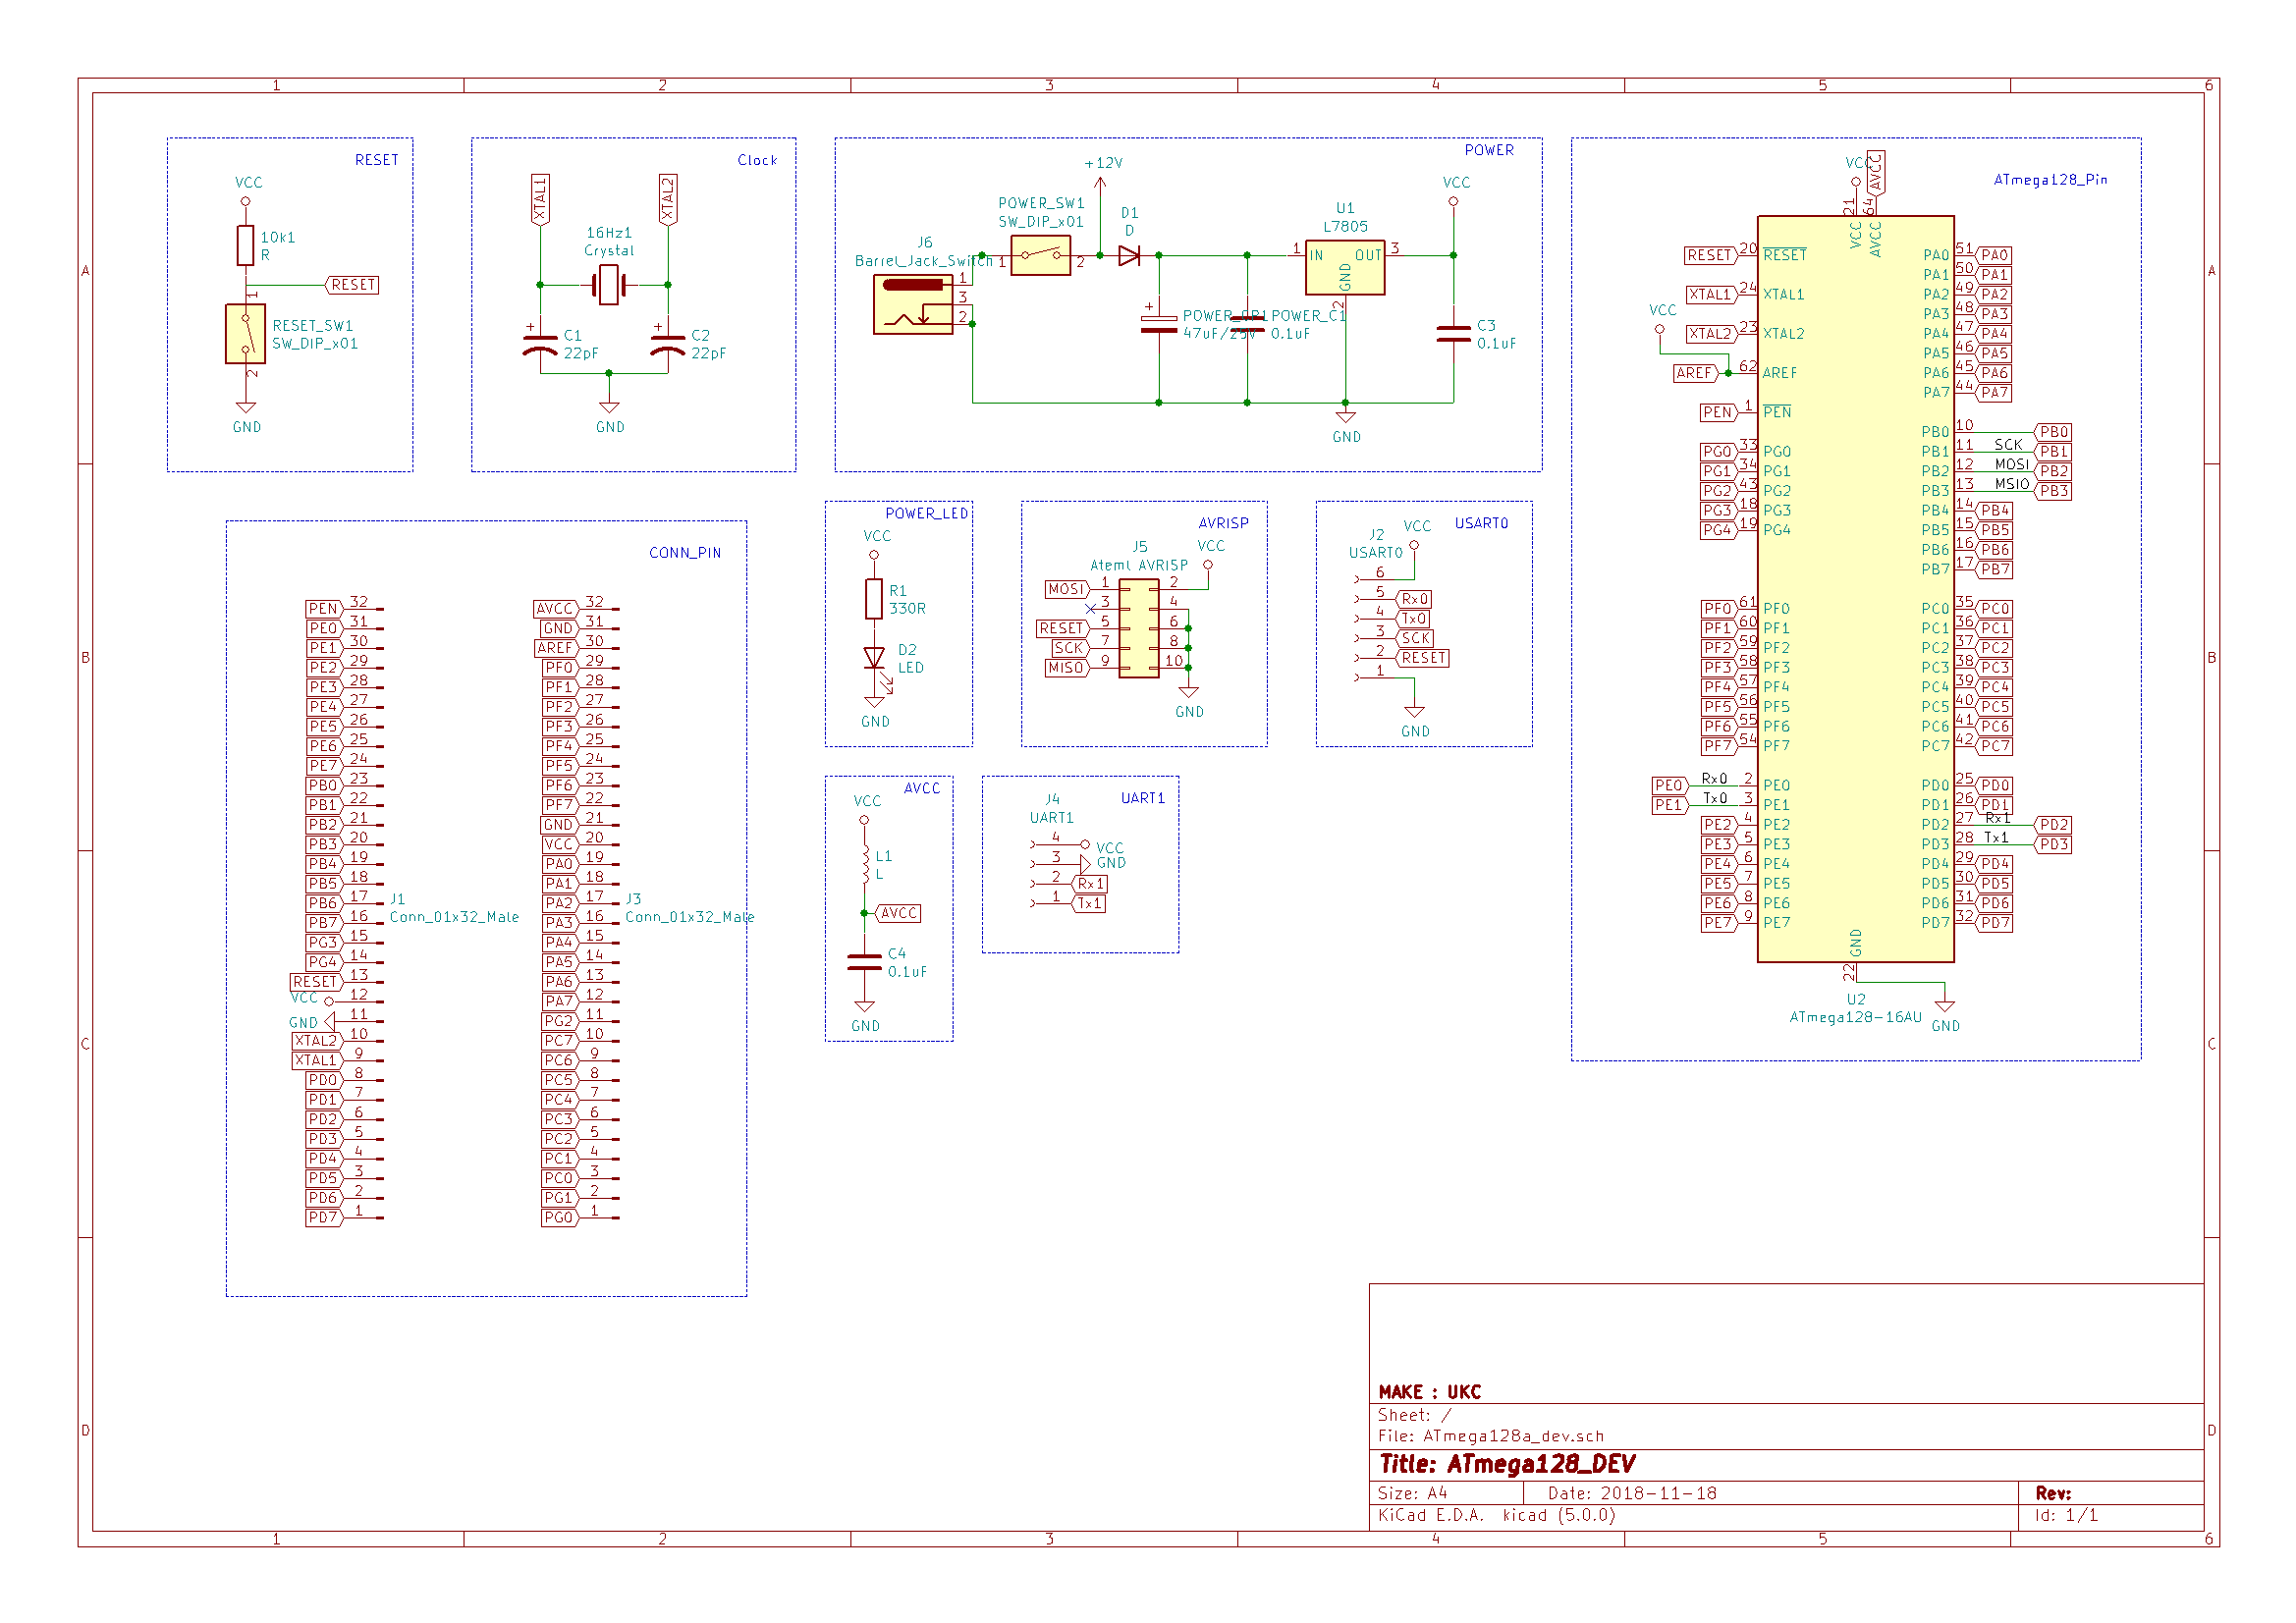 1 2 3 4 5 6
A
B
C
D
RESET
VCC
10k1
R
RESET
1
RESET_SW1
SW_DIP_x01
2
GND
Clock
XTAL1
XTAL2
16Hz1
Crystal
+
C1
22pF
+
C2
22pF
GND
POWER
+12V
POWER_SW1
SW_DIP_x01
1
2
D1
D
J6
Barrel_Jack_Switch
1
3
2
+
POWER_CP1
47uF/25V
POWER_C1
0.1uF
U1
L7805
1 IN
OUT 3
GND
2
VCC
C3
0.1uF
GND
ATmega128_Pin
VCC
AVCC
21
64
VCC
AVCC
RESET 20 RESET
XTAL1 24 XTAL1
VCC
XTAL2 23 XTAL2
AREF 62 AREF
PEN 1 PEN
PG0 33 PG0
PG1 34 PG1
PG2 43 PG2
PG3 18 PG3
PG4 19 PG4
PF0 61 PF0
PF1 60 PF1
PF2 59 PF2
PF3 58 PF3
PF4 57 PF4
PF5 56 PF5
PF6 55 PF6
PF7 54 PF7
PE0 Rx0 2 PE0
PE1 Tx0 3 PE1
PE2 4 PE2
PE3 5 PE3
PE4 6 PE4
PE5 7 PE5
PE6 8 PE6
PE7 9 PE7
PA0 51 PA0
PA1 50 PA1
PA2 49 PA2
PA3 48 PA3
PA4 47 PA4
PA5 46 PA5
PA6 45 PA6
PA7 44 PA7
PB0 10 PB0
PB1 11 SCK PB1
PB2 12 MOSI PB2
PB3 13 MSIO PB3
PB4 14 PB4
PB5 15 PB5
PB6 16 PB6
PB7 17 PB7
PC0 35 PC0
PC1 36 PC1
PC2 37 PC2
PC3 38 PC3
PC4 39 PC4
PC5 40 PC5
PC6 41 PC6
PC7 42 PC7
PD0 25 PD0
PD1 26 PD1
PD2 27 Rx1 PD2
PD3 28 Tx1 PD3
PD4 29 PD4
PD5 30 PD5
PD6 31 PD6
PD7 32 PD7
GND
22
U2
ATmega128-16AU
GND
CONN_PIN
PEN 32
PE0 31
PE1 30
PE2 29
PE3 28
PE4 27
PE5 26
PE6 25
PE7 24
PB0 23
PB1 22
PB2 21
PB3 20
PB4 19
PB5 18
PB6 17
PB7 16
PG3 15
PG4 14
RESET 13
VCC 12
GND 11
XTAL2 10
XTAL1 9
PD0 8
PD1 7
PD2 6
PD3 5
PD4 4
PD5 3
PD6 2
PD7 1
J1
Conn_01x32_Male
AVCC 32
GND 31
AREF 30
PF0 29
PF1 28
PF2 27
PF3 26
PF4 25
PF5 24
PF6 23
PF7 22
GND 21
VCC 20
PA0 19
PA1 18
PA2 17
PA3 16
PA4 15
PA5 14
PA6 13
PA7 12
PG2 11
PC7 10
PC6 9
PC5 8
PC4 7
PC3 6
PC2 5
PC1 4
PC0 3
PG1 2
PG0 1
J3
Conn_01x32_Male
POWER_LED
VCC
R1
330R
D2
LED
GND
AVRISP
J5
Ateml AVRISP
VCC
MOSI 1 2
3 4
RESET 5 6
SCK 7 8
MISO 9 10
GND
USART0
J2
USART0
VCC
6
5 Rx0
4 Tx0
3 SCK
2 RESET
1
GND
AVCC
VCC
L1
L
AVCC
C4
0.1uF
GND
UART1
J4
UART1
4 VCC
3 GND
2 Rx1
1 Tx1
MAKE : UKC
Sheet: /
File: ATmega128a_dev.sch
Title: ATmega128_DEV
Size: A4 Date: 2018-11-18 Rev:
KiCad E.D.A. kicad (5.0.0) Id: 1/1
A
B
C
D
1 2 3 4 5 6